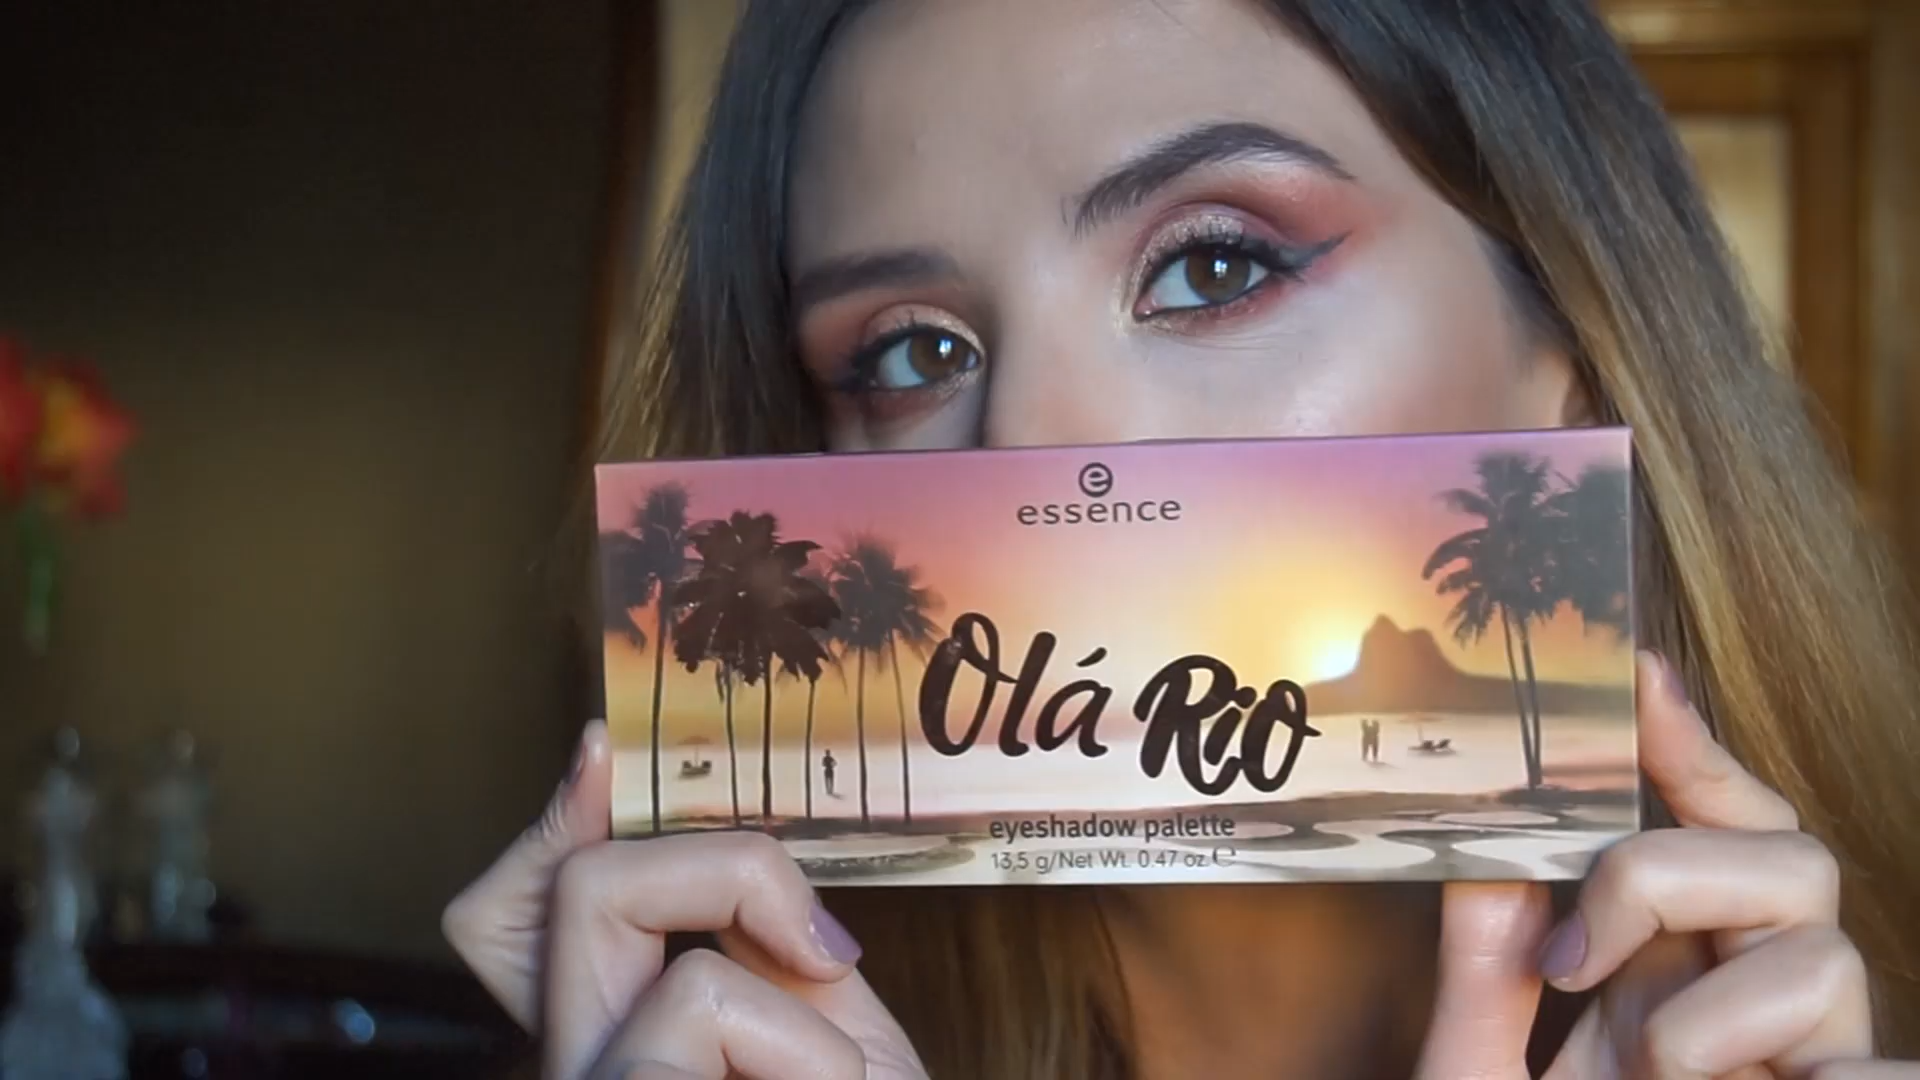 e
essence
Olá Rio
eyeshadow palette
13,5 g/Net Wt. 0.47 oz. ℮